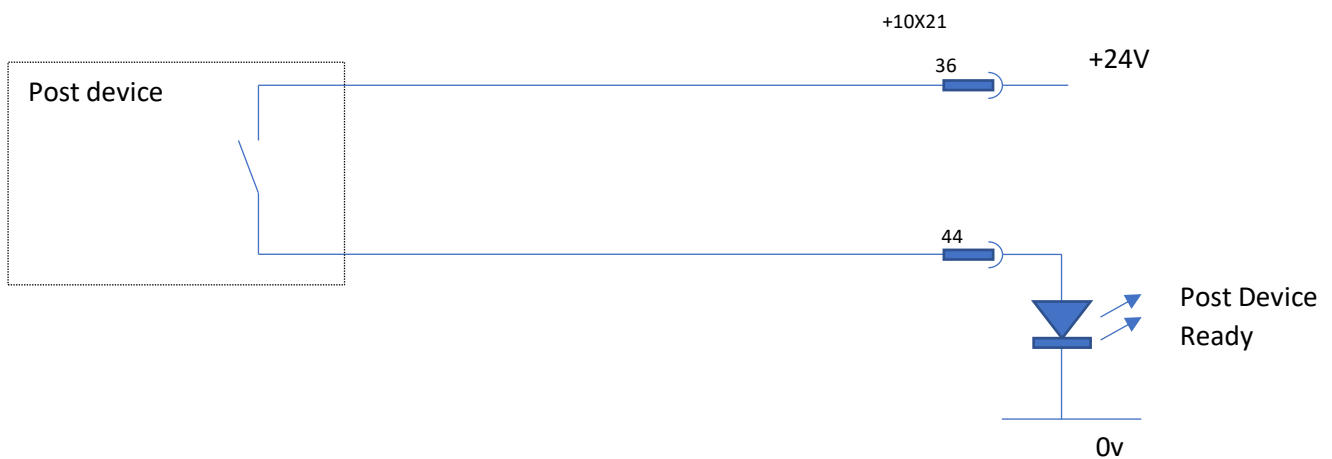 +10X21
36
+24V
Post device
44
Post Device
Ready
0v